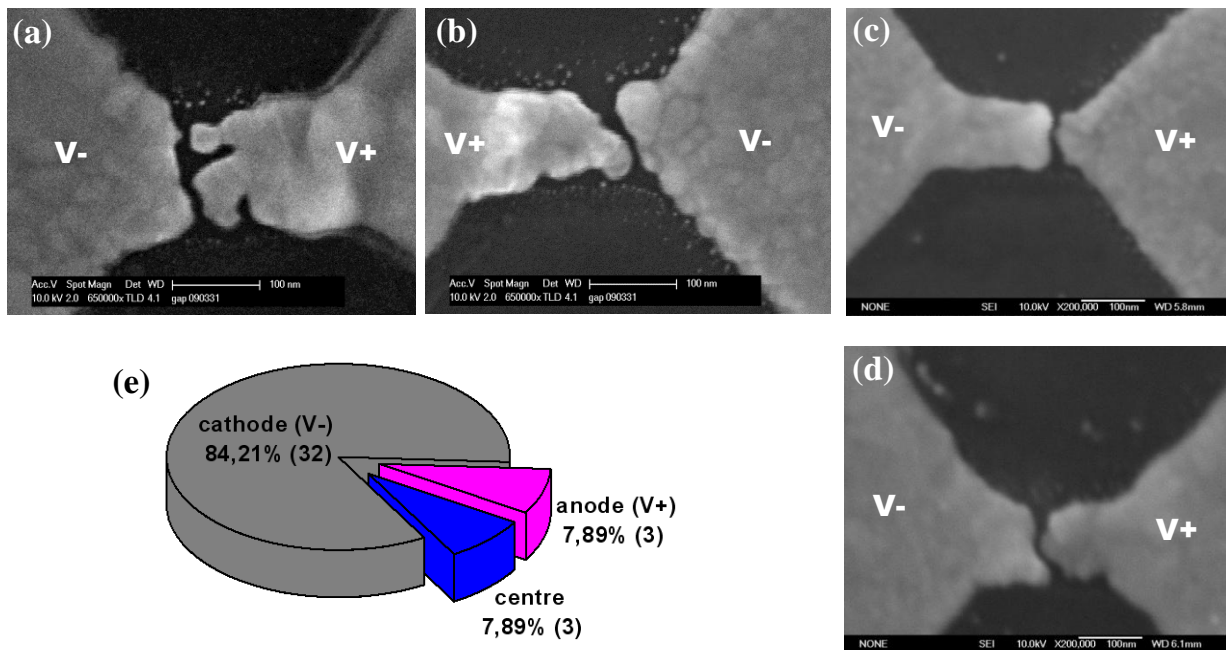 (a)
V-
V+
Acc.V Spot Magn Det WD 100 nm
10.0 kV 2.0 650000x TLD 4.1 gap 090331
(b)
V+
V-
Acc.V Spot Magn Det WD 100 nm
10.0 kV 2.0 650000x TLD 4.1 gap 090331
(c)
V-
V+
NONE SEI 10.0kV X200,000 100nm WD 5.8mm
(e)
cathode (V-)
84,21% (32)
anode (V+)
7,89% (3)
centre
7,89% (3)
(d)
V-
V+
NONE SEI 10.0kV X200,000 100nm WD 6.1mm